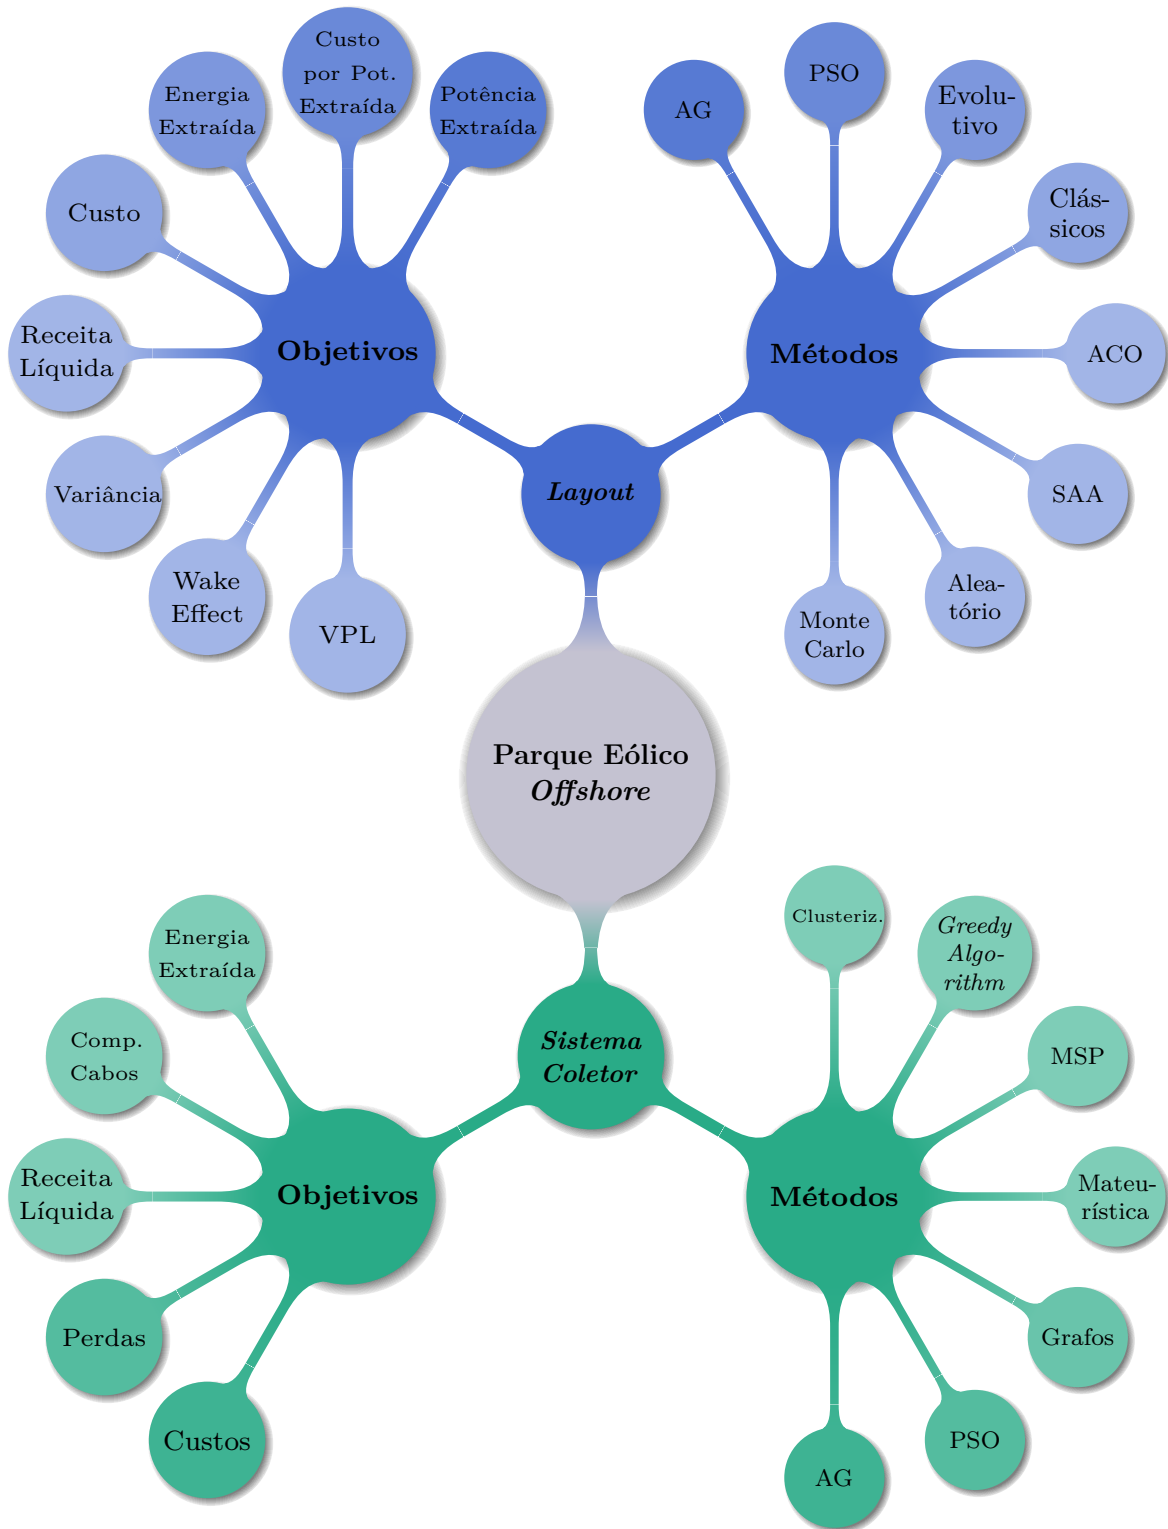 Custo
por Pot.
Extraída
Energia
Extraída
Potência
Extraída
Custo
Receita
Líquida
Objetivos
Variância
Wake
Effect
VPL
AG
PSO
Evolu-
tivo
Clás-
sicos
Métodos
ACO
SAA
Alea-
tório
Monte
Carlo
Layout
Parque Eólico
Offshore
Sistema
Coletor
Energia
Extraída
Comp.
Cabos
Receita
Líquida
Objetivos
Perdas
Custos
Clusteriz.
Greedy
Algo-
rithm
MSP
Métodos
Mateu-
rística
Grafos
PSO
AG